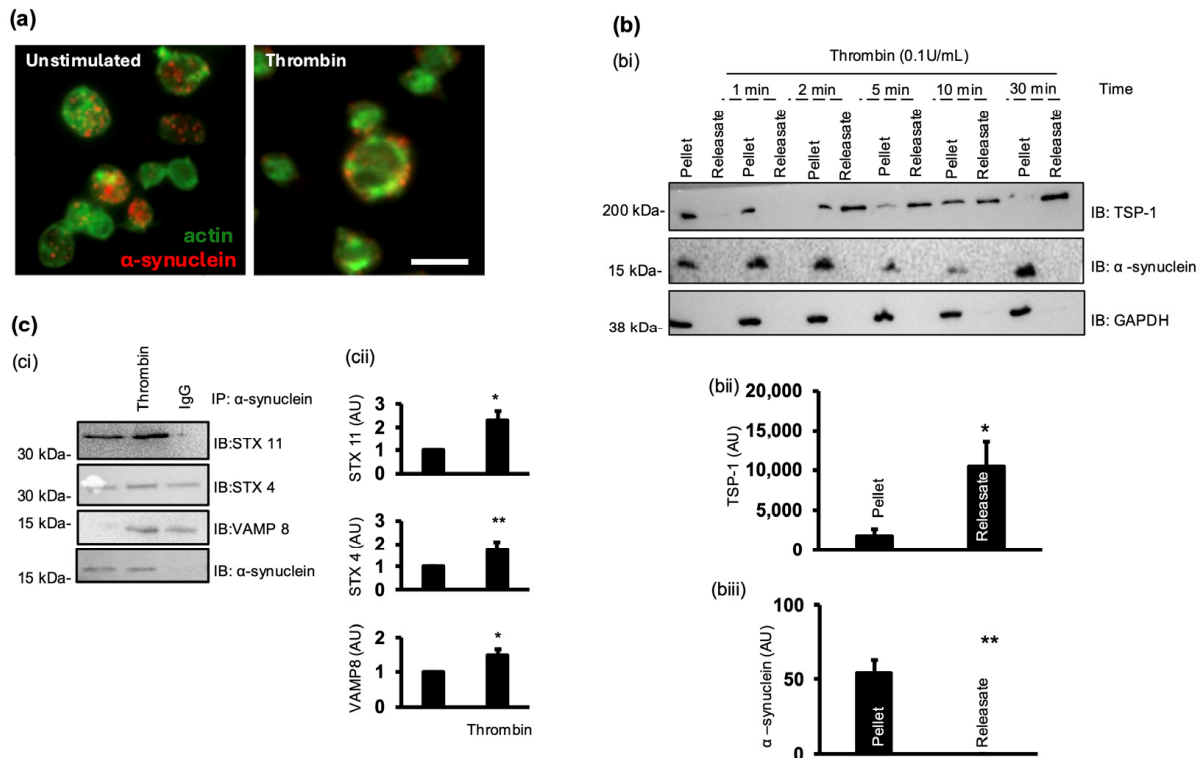 (a)
Unstimulated
Thrombin
actin
α-synuclein
(b)
(bi)
Thrombin (0.1U/mL)
1 min 2 min 5 min 10 min 30 min Time
Pellet Releasate Pellet Releasate Pellet Releasate Pellet Releasate Pellet Releasate Pellet Releasate
200 kDa- IB: TSP-1
15 kDa- IB: α -synuclein
38 kDa- IB: GAPDH
(bii)
TSP-1 (AU)
20,000
15,000
10,000
5,000
0
Pellet
Releasate
*
(biii)
α –synuclein (AU)
100
50
0
Pellet
Releasate
**
(c)
(ci)
Thrombin IgG IP: α-synuclein
30 kDa- IB:STX 11
30 kDa- IB:STX 4
15 kDa- IB:VAMP 8
15 kDa- IB: α-synuclein
(cii)
STX 11 (AU)
3
2
1
0
*
STX 4 (AU)
3
2
1
0
**
VAMP8 (AU)
2
1
0
*
Thrombin